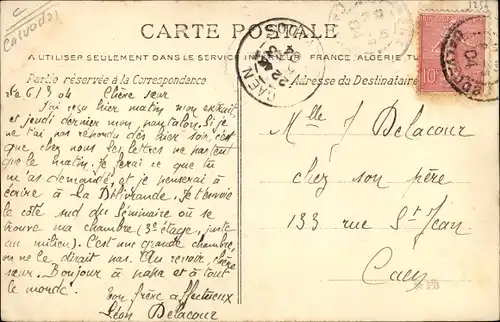 C
(Calvados)
1252
CARTE POSTALE
A UTILISER SEULEMENT DANS LE SERVICE INTÉRIEUR FRANCE, ALGERIE, TU
Partie réservée à la Correspondance
Adresse du Destinataire
CAEN
10
Le 6/3 04 Chère sœur
J'ai reçu hier matin mon extrait
et jeudi dernier mon pantalon. Si je
ne t'ai pas répondu dès hier soir, c'est
que chez nous les lettres ne partent
que le matin. Je ferai ce que tu
m'as demandé, et je penserai à
écrire à La Délivrande. Je t'envoie
le côté sud du Séminaire où se
trouve ma chambre (3e étage, juste
au milieu). C'est une grande chambre,
on ne le dirait pas. Au revoir, chère
sœur. Bonjour à papa et à tout
le monde.
Ton frère affectueux
Léon Delacour
Mlle J Delacour
chez son père
133 rue St Jean
Caen